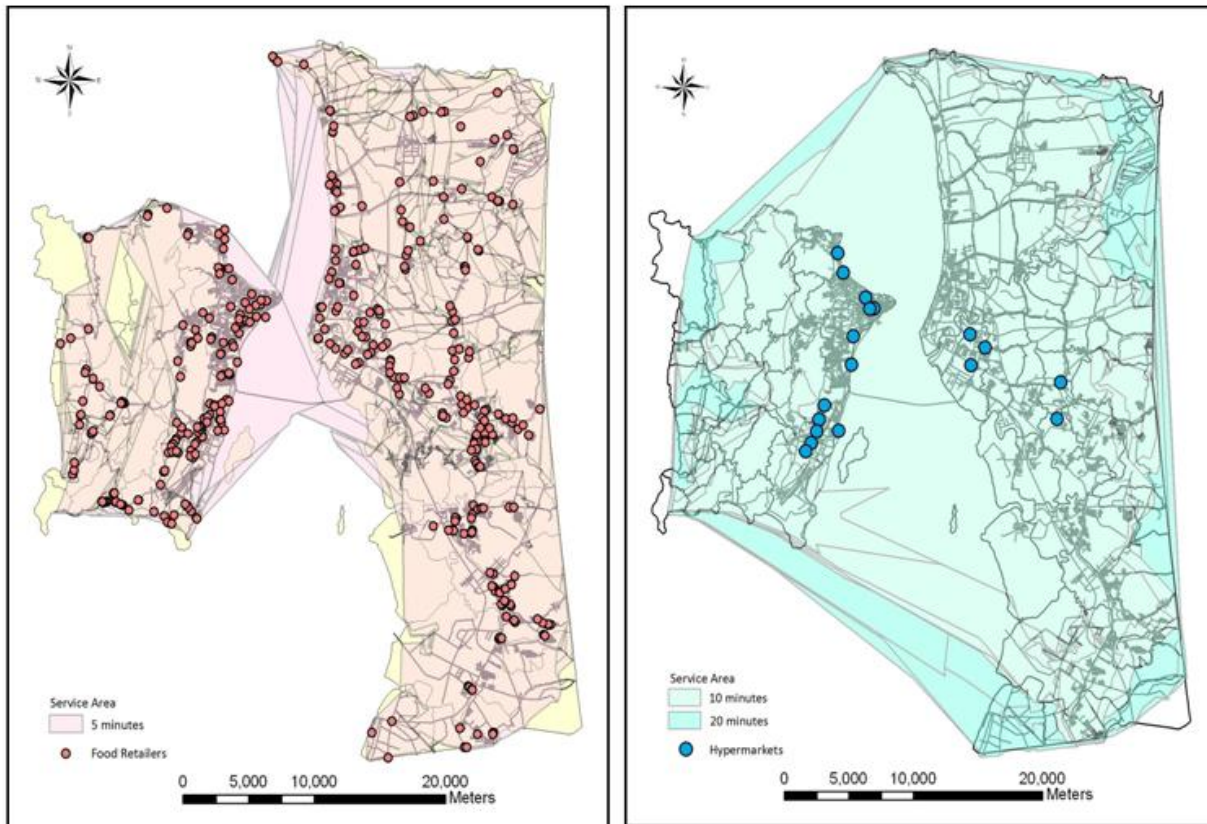 N
E
Service Area
5 minutes
Food Retailers
0
5,000
10,000
20,000
Meters
Service Area
10 minutes
20 minutes
Hypermarkets
0
5,000
10,000
20,000
Meters